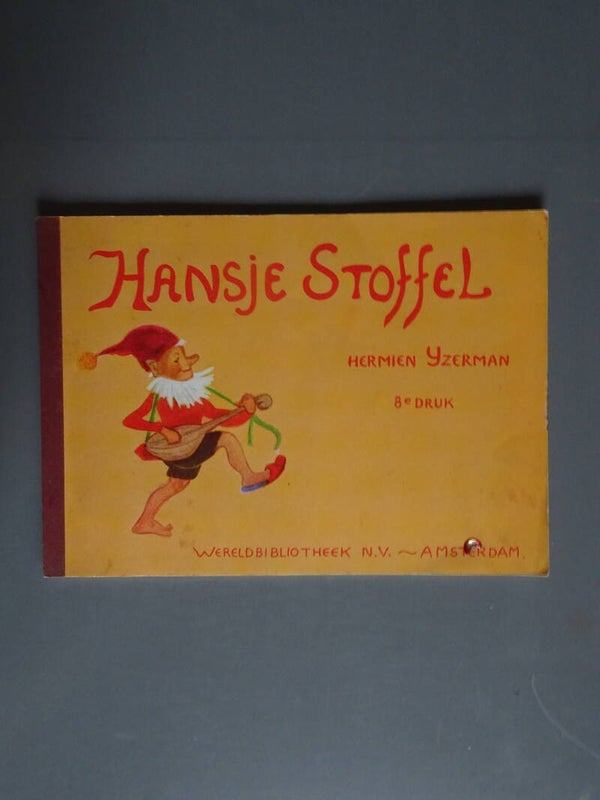 Hansje Stoffel
Hermien Yzerman
8e druk
Wereldbibliotheek N.V. ~ Amsterdam.